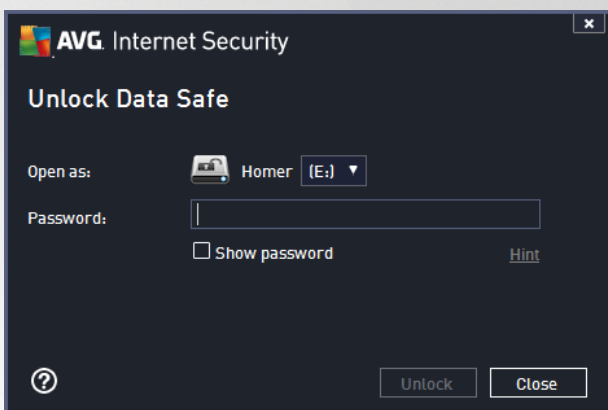 AVG. Internet Security
Unlock Data Safe
Open as: Homer (E:)
Password:
Show password Hint
? Unlock Close